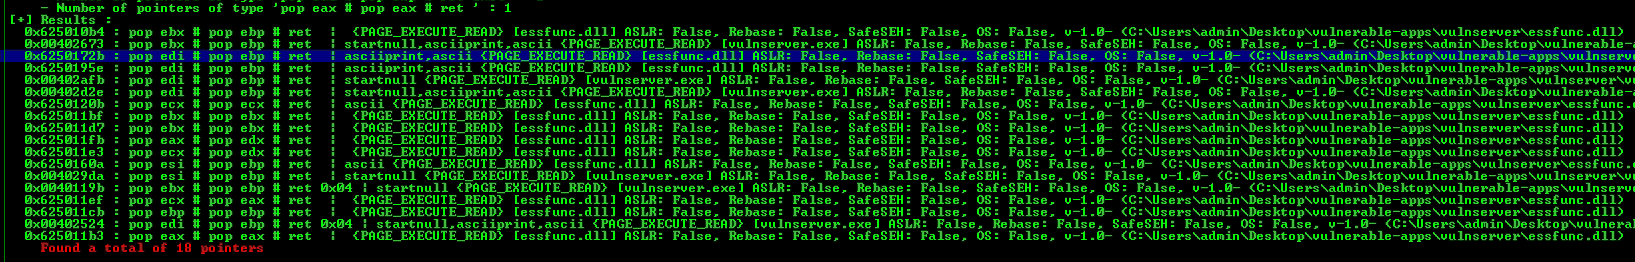 - Number of pointers of type 'pop eax # pop eax # ret ' : 1
[+] Results :
0x625010b4 : pop ebx # pop ebp # ret | {PAGE_EXECUTE_READ} [essfunc.dll] ASLR: False, Rebase: False, SafeSEH: False, OS: False, v-1.0- (C:\Users\admin\Desktop\vulnerable-apps\vulnserver\essfunc.dll)
0x00402673 : pop ebx # pop ebp # ret | startnull,asciiprint,ascii {PAGE_EXECUTE_READ} [vulnserver.exe] ASLR: False, Rebase: False, SafeSEH: False, OS: False, v-1.0- (C:\Users\admin\Desktop\vulnerable-a
0x6250172b : pop edi # pop ebp # ret | asciiprint,ascii {PAGE_EXECUTE_READ} [essfunc.dll] ASLR: False, Rebase: False, SafeSEH: False, OS: False, v-1.0- (C:\Users\admin\Desktop\vulnerable-apps\vulnserve
0x6250195e : pop edi # pop ebp # ret | asciiprint,ascii {PAGE_EXECUTE_READ} [essfunc.dll] ASLR: False, Rebase: False, SafeSEH: False, OS: False, v-1.0- (C:\Users\admin\Desktop\vulnerable-apps\vulnserve
0x00402afb : pop edi # pop ebp # ret | startnull {PAGE_EXECUTE_READ} [vulnserver.exe] ASLR: False, Rebase: False, SafeSEH: False, OS: False, v-1.0- (C:\Users\admin\Desktop\vulnerable-apps\vulnserve
0x00402d2e : pop edi # pop ebp # ret | startnull,asciiprint,ascii {PAGE_EXECUTE_READ} [vulnserver.exe] ASLR: False, Rebase: False, SafeSEH: False, OS: False, v-1.0- (C:\Users\admin\Desktop\vulnerable-a
0x6250120b : pop ecx # pop ecx # ret | ascii {PAGE_EXECUTE_READ} [essfunc.dll] ASLR: False, Rebase: False, SafeSEH: False, OS: False, v-1.0- (C:\Users\admin\Desktop\vulnerable-apps\vulnserver\essfunc.
0x625011bf : pop ebx # pop ebx # ret | {PAGE_EXECUTE_READ} [essfunc.dll] ASLR: False, Rebase: False, SafeSEH: False, OS: False, v-1.0- (C:\Users\admin\Desktop\vulnerable-apps\vulnserver\essfunc.dll)
0x625011d7 : pop ebx # pop ebx # ret | {PAGE_EXECUTE_READ} [essfunc.dll] ASLR: False, Rebase: False, SafeSEH: False, OS: False, v-1.0- (C:\Users\admin\Desktop\vulnerable-apps\vulnserver\essfunc.dll)
0x625011fb : pop eax # pop edx # ret | {PAGE_EXECUTE_READ} [essfunc.dll] ASLR: False, Rebase: False, SafeSEH: False, OS: False, v-1.0- (C:\Users\admin\Desktop\vulnerable-apps\vulnserver\essfunc.dll)
0x625011e3 : pop ecx # pop edx # ret | {PAGE_EXECUTE_READ} [essfunc.dll] ASLR: False, Rebase: False, SafeSEH: False, OS: False, v-1.0- (C:\Users\admin\Desktop\vulnerable-apps\vulnserver\essfunc.dll)
0x6250160a : pop esi # pop ebp # ret | ascii {PAGE_EXECUTE_READ} [essfunc.dll] ASLR: False, Rebase: False, SafeSEH: False, OS: False, v-1.0- (C:\Users\admin\Desktop\vulnerable-apps\vulnserver\essfunc.
0x004029da : pop esi # pop ebp # ret | startnull {PAGE_EXECUTE_READ} [vulnserver.exe] ASLR: False, Rebase: False, SafeSEH: False, OS: False, v-1.0- (C:\Users\admin\Desktop\vulnerable-apps\vulnserve
0x0040119b : pop ebx # pop ebp # ret 0x04 | startnull {PAGE_EXECUTE_READ} [vulnserver.exe] ASLR: False, Rebase: False, SafeSEH: False, OS: False, v-1.0- (C:\Users\admin\Desktop\vulnerable-apps\vulns
0x625011ef : pop ecx # pop eax # ret | {PAGE_EXECUTE_READ} [essfunc.dll] ASLR: False, Rebase: False, SafeSEH: False, OS: False, v-1.0- (C:\Users\admin\Desktop\vulnerable-apps\vulnserver\essfunc.dll)
0x625011cb : pop ebp # pop ebp # ret | {PAGE_EXECUTE_READ} [essfunc.dll] ASLR: False, Rebase: False, SafeSEH: False, OS: False, v-1.0- (C:\Users\admin\Desktop\vulnerable-apps\vulnserver\essfunc.dll)
0x00402524 : pop edi # pop ebp # ret 0x04 | startnull,asciiprint,ascii {PAGE_EXECUTE_READ} [vulnserver.exe] ASLR: False, Rebase: False, SafeSEH: False, OS: False, v-1.0- (C:\Users\admin\Desktop\vulnerable
0x625011b3 : pop eax # pop eax # ret | {PAGE_EXECUTE_READ} [essfunc.dll] ASLR: False, Rebase: False, SafeSEH: False, OS: False, v-1.0- (C:\Users\admin\Desktop\vulnerable-apps\vulnserver\essfunc.dll)
Found a total of 18 pointers